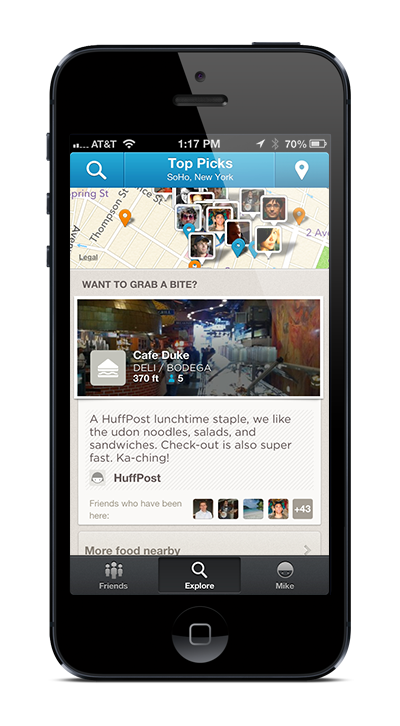 AT&T 1:17 PM 70%
Top Picks
SoHo, New York
pring St
Thompson St
2 Ave
Legal
WANT TO GRAB A BITE?
Cafe Duke
DELI / BODEGA
370 ft 5
A HuffPost lunchtime staple, we like
the udon noodles, salads, and
sandwiches. Check-out is also super
fast. Ka-ching!
HuffPost
Friends who have been
here:
+43
More food nearby
Friends Explore Mike